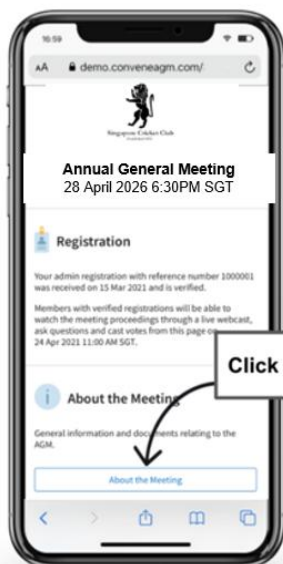 16:59
AA demo.conveneagm.com/
Singapore Cricket Club
Annual General Meeting
28 April 2026 6:30PM SGT
Registration
Your admin registration with reference number 1000001
was received on 15 Mar 2021 and is verified.
Members with verified registrations will be able to
watch the meeting proceedings through a live webcast,
ask questions and cast votes from this page on
24 Apr 2021 11:00 AM SGT.
Click
i About the Meeting
General information and documents relating to the
AGM.
About the Meeting